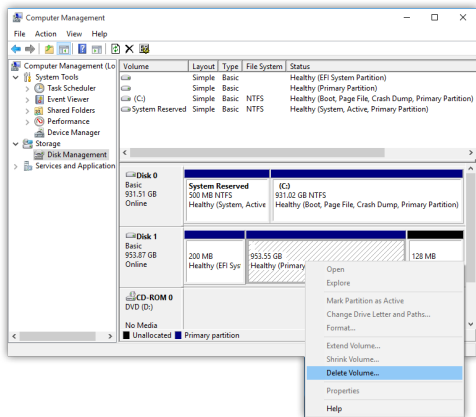 Computer Management
File Action View Help
Computer Management (Lo
System Tools
Task Scheduler
Event Viewer
Shared Folders
Performance
Device Manager
Storage
Disk Management
Services and Application
Volume Layout Type File System Status
Simple Basic Healthy (EFI System Partition)
Simple Basic Healthy (Primary Partition)
(C:) Simple Basic NTFS Healthy (Boot, Page File, Crash Dump, Primary Partition)
System Reserved Simple Basic NTFS Healthy (System, Active, Primary Partition)
Disk 0
Basic
931.51 GB
Online
System Reserved
500 MB NTFS
Healthy (System, Active
(C:)
931.02 GB NTFS
Healthy (Boot, Page File, Crash Dump, Primary Partition)
Disk 1
Basic
953.87 GB
Online
200 MB
Healthy (EFI Sys
953.55 GB
Healthy (Primary
128 MB
CD-ROM 0
DVD (D:)
No Media
Unallocated Primary partition
Open
Explore
Mark Partition as Active
Change Drive Letter and Paths...
Format...
Extend Volume...
Shrink Volume...
Delete Volume...
Properties
Help